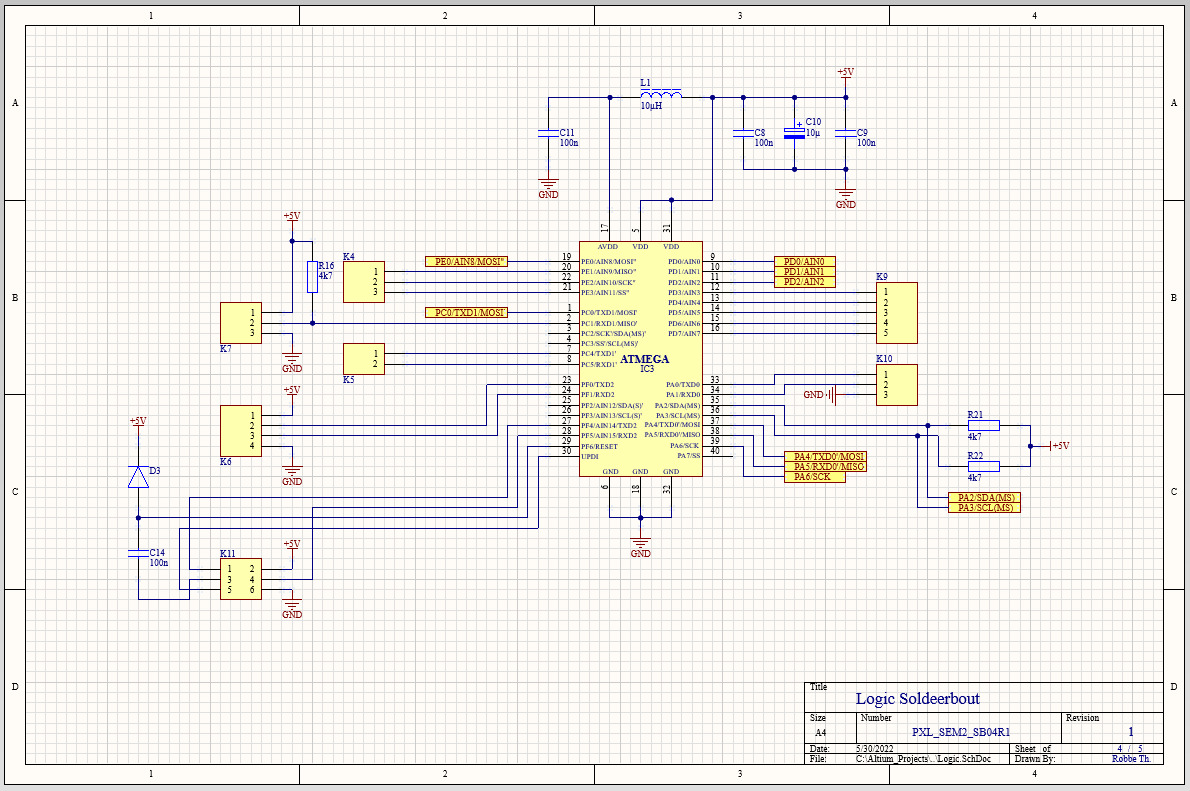 1 2 3 4
A A
B B
C C
D D
+5V
L1
10µH
C11
100n
C8
100n
C10
10µ
C9
100n
GND
GND
17 5 31
AVDD VDD VDD
+5V
R16
4k7
K4
1
2
3
K7
1
2
3
GND
K5
1
2
+5V
K6
1
2
3
4
GND
+5V
D3
C14
100n
K11
1 2
3 4
5 6
+5V
GND
PE0/AIN8/MOSI"
PC0/TXD1/MOSI'
19 PE0/AIN8/MOSI"
20 PE1/AIN9/MISO"
22 PE2/AIN10/SCK"
21 PE3/AIN11/SS"
1 PC0/TXD1/MOSI'
2 PC1/RXD1/MISO'
3 PC2/SCK'/SDA(MS)'
4 PC3/SS'/SCL(MS)'
7 PC4/TXD1'
8 PC5/RXD1'
23 PF0/TXD2
24 PF1/RXD2
25 PF2/AIN12/SDA(S)'
26 PF3/AIN13/SCL(S)'
27 PF4/AIN14/TXD2
28 PF5/AIN15/RXD2
29 PF6/RESET
30 UPDI
ATMEGA
IC3
PD0/AIN0 9
PD1/AIN1 10
PD2/AIN2 11
PD3/AIN3 12
PD4/AIN4 13
PD5/AIN5 14
PD6/AIN6 15
PD7/AIN7 16
PA0/TXD0 33
PA1/RXD0 34
PA2/SDA(MS) 35
PA3/SCL(MS) 36
PA4/TXD0'/MOSI 37
PA5/RXD0'/MISO 38
PA6/SCK 39
PA7/SS 40
GND GND GND
6 18 32
GND
PD0/AIN0
PD1/AIN1
PD2/AIN2
K9
1
2
3
4
5
K10
1
2
3
GND
PA4/TXD0'/MOSI
PA5/RXD0'/MISO
PA6/SCK
R21
4k7
R22
4k7
+5V
PA2/SDA(MS)
PA3/SCL(MS)
Title
Logic Soldeerbout
Size Number Revision
A4 PXL_SEM2_SB04R1 1
Date: 5/30/2022 Sheet of 4 / 5
File: C:\Altium_Projects\..\Logic.SchDoc Drawn By: Robbe Th.
1 2 3 4